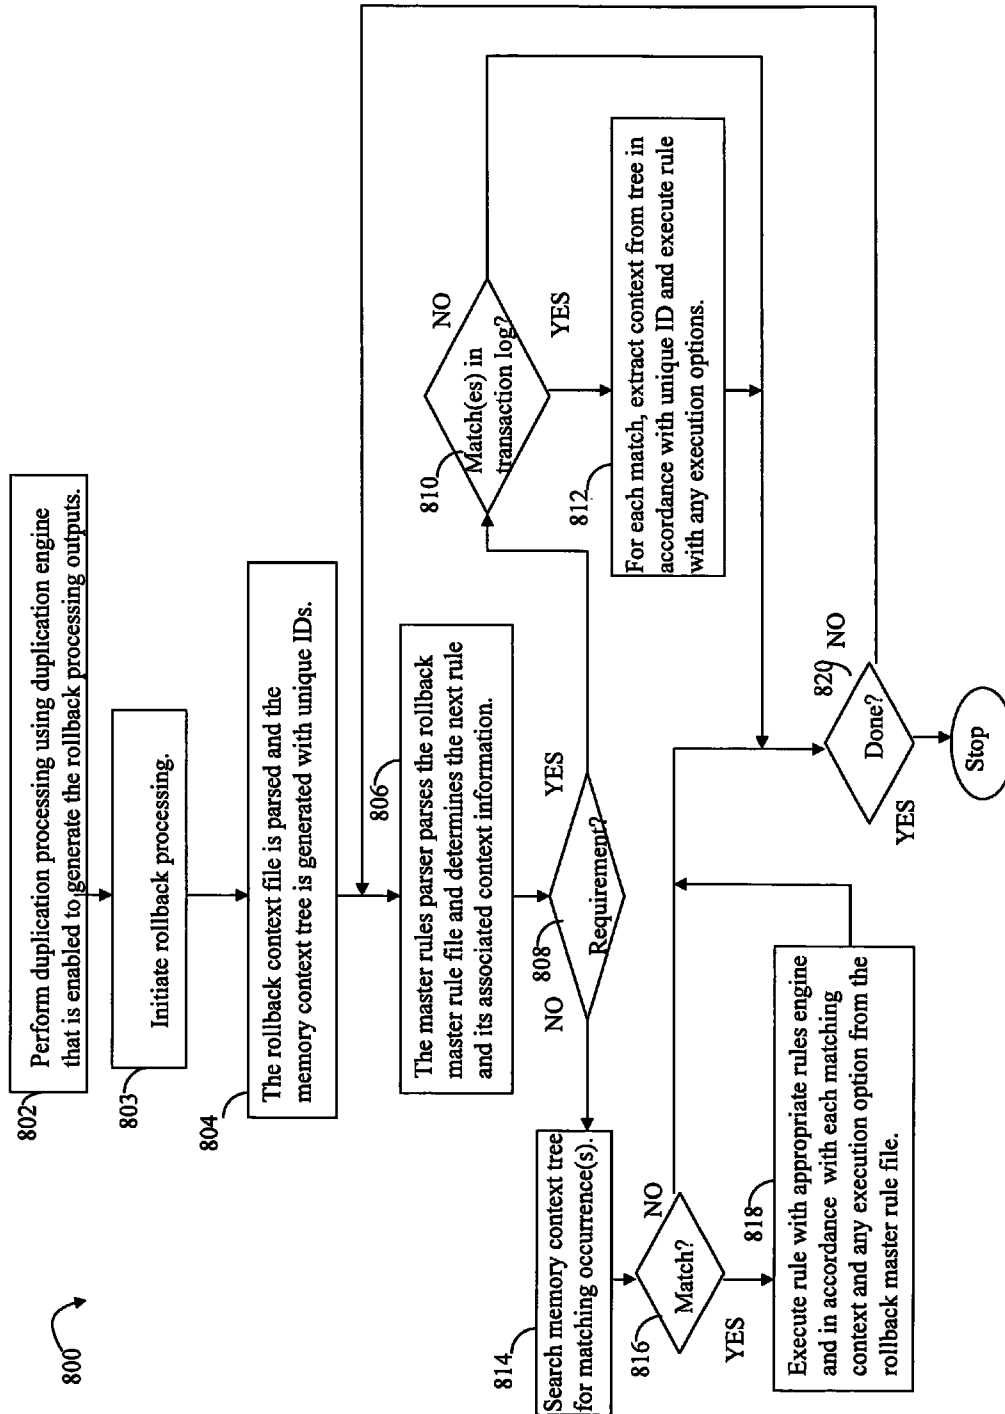 800
802
Perform duplication processing using duplication engine
that is enabled to generate the rollback processing outputs.
803
Initiate rollback processing.
804
The rollback context file is parsed and the
memory context tree is generated with unique IDs.
806
The master rules parser parses the rollback
master rule file and determines the next rule
and its associated context information.
808
Requirement?
NO
YES
810
Match(es) in
transaction log?
NO
YES
812
For each match, extract context from tree in
accordance with unique ID and execute rule
with any execution options.
814
Search memory context tree
for matching occurrence(s).
816
Match?
NO
YES
818
Execute rule with appropriate rules engine
and in accordance with each matching
context and any execution option from the
rollback master rule file.
820
Done?
NO
YES
Stop